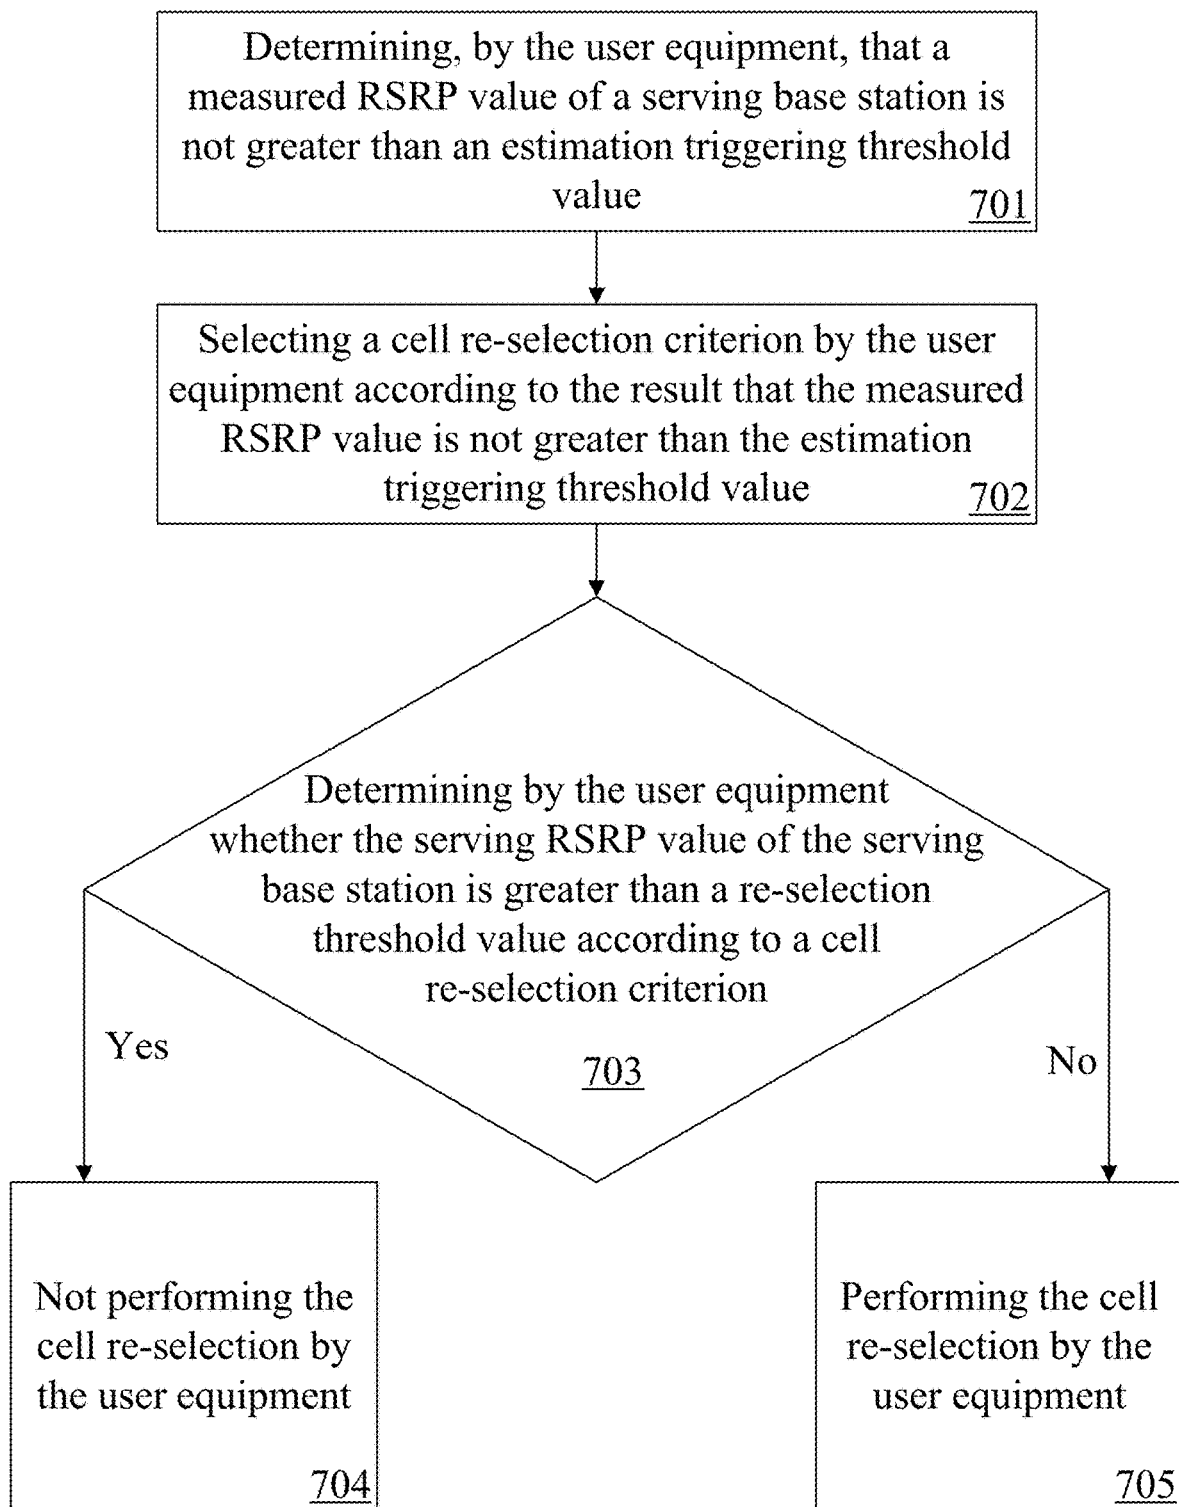 Determining, by the user equipment, that a
measured RSRP value of a serving base station is
not greater than an estimation triggering threshold
value
701
Selecting a cell re-selection criterion by the user
equipment according to the result that the measured
RSRP value is not greater than the estimation
triggering threshold value
702
Determining by the user equipment
whether the serving RSRP value of the serving
base station is greater than a re-selection
threshold value according to a cell
re-selection criterion
703
Yes
No
Not performing the
cell re-selection by
the user equipment
704
Performing the cell
re-selection by the
user equipment
705